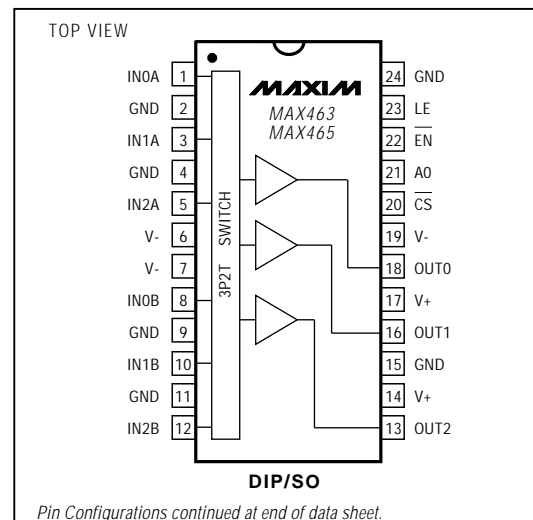 TOP VIEW
IN0A 1
GND 2
IN1A 3
GND 4
IN2A 5
V- 6
V- 7
IN0B 8
GND 9
IN1B 10
GND 11
IN2B 12
3P2T SWITCH
MAXIM
MAX463
MAX465
24 GND
23 LE
22 E̅N̅
21 A0
20 C̅S̅
19 V-
18 OUT0
17 V+
16 OUT1
15 GND
14 V+
13 OUT2
DIP/SO
Pin Configurations continued at end of data sheet.